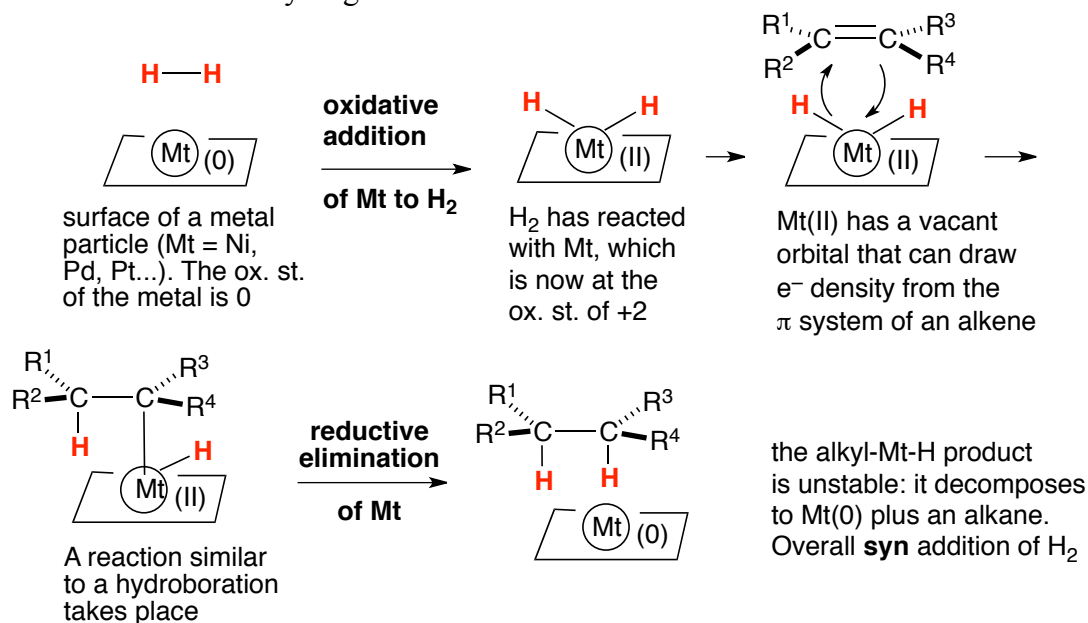 H—H
Mt (0)
surface of a metal
particle (Mt = Ni,
Pd, Pt...). The ox. st.
of the metal is 0
oxidative
addition
of Mt to H₂
H H
Mt (II)
H₂ has reacted
with Mt, which
is now at the
ox. st. of +2
R¹ R³
C=C
R² R⁴
H H
Mt (II)
Mt(II) has a vacant
orbital that can draw
e⁻ density from the
π system of an alkene
R¹ R³
R² C C R⁴
H H
Mt (II)
A reaction similar
to a hydroboration
takes place
reductive
elimination
of Mt
R¹ R³
R² C C R⁴
H H
Mt (0)
the alkyl-Mt-H product
is unstable: it decomposes
to Mt(0) plus an alkane.
Overall syn addition of H₂